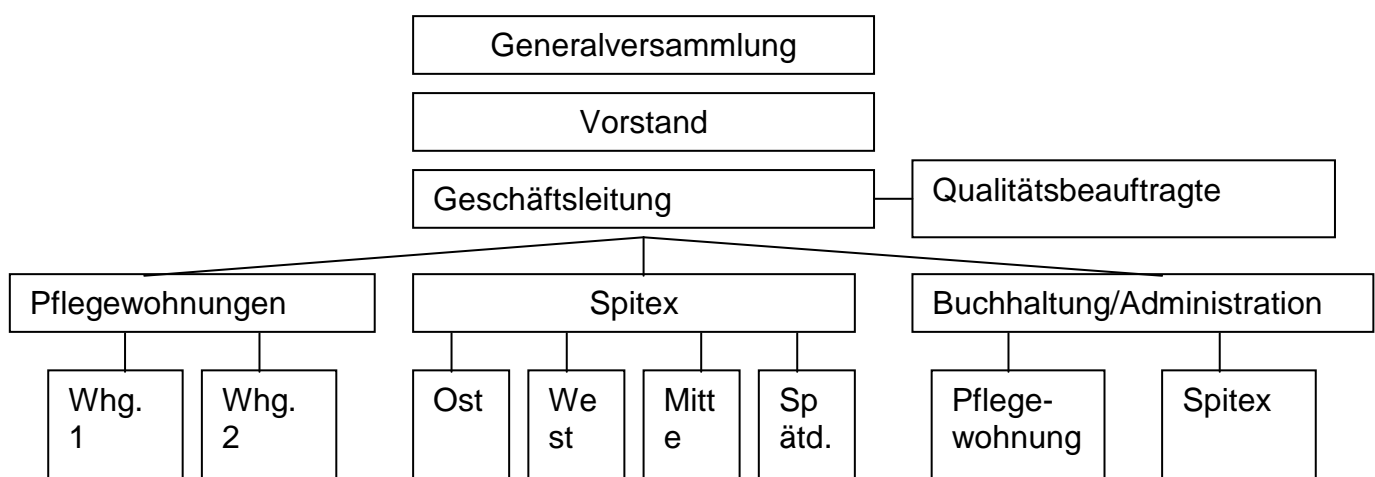 Generalversammlung
Vorstand
Geschäftsleitung
Qualitätsbeauftragte
Pflegewohnungen
Spitex
Buchhaltung/Administration
Whg.
1
Whg.
2
Ost
We
st
Mitt
e
Sp
ätd.
Pflege-
wohnung
Spitex